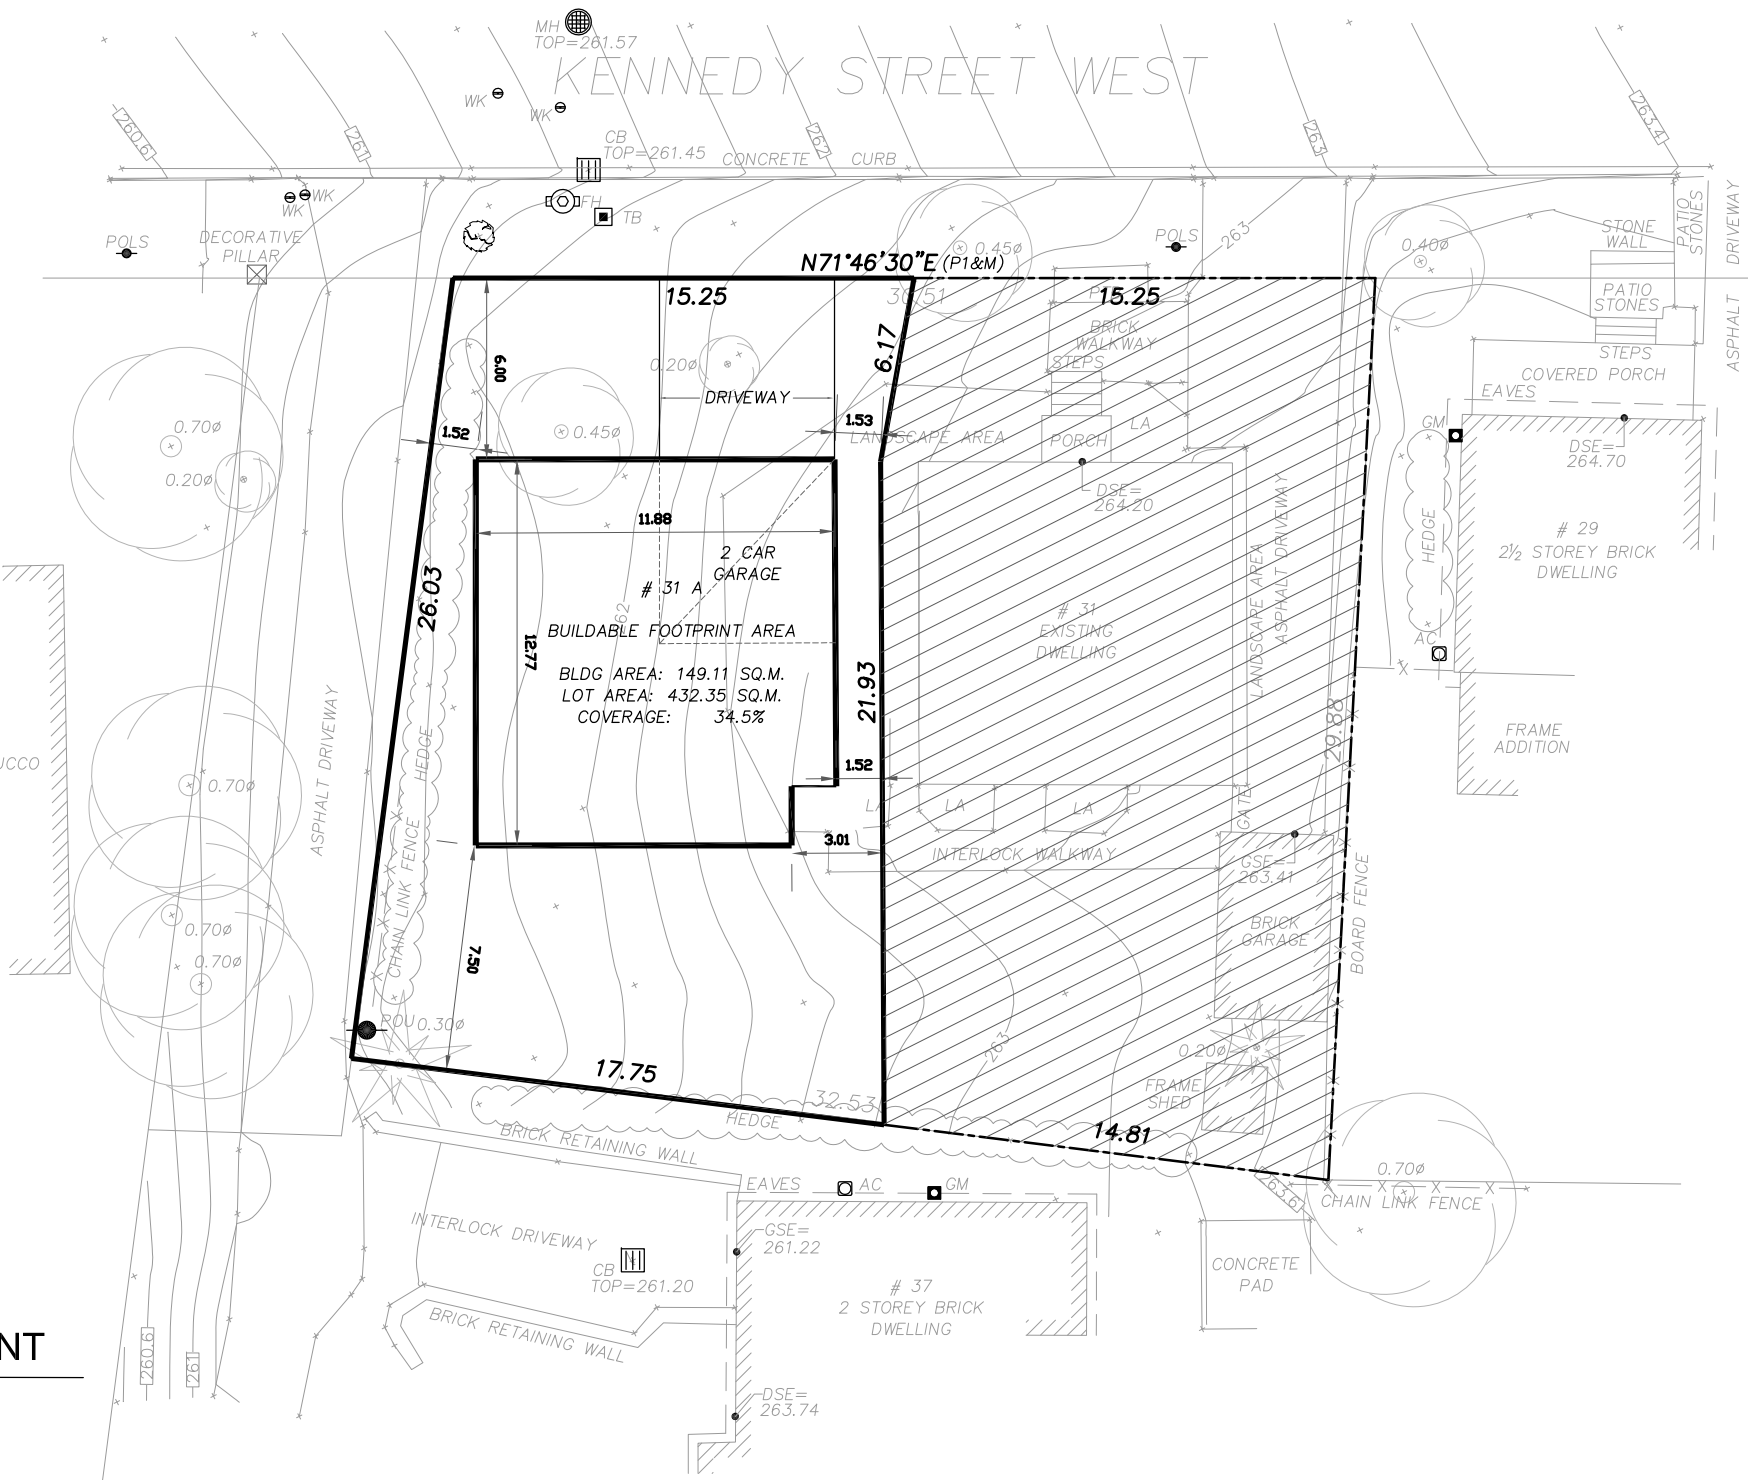 MH
TOP=261.57
KENNEDY STREET WEST
WK
WK
CB
TOP=261.45
CONCRETE CURB
260.6
261
262
263
263.4
WK
WK
FH
TB
POLS
DECORATIVE
PILLAR
N71°46'30"E (P1&M)
0.45ø
POLS
263
0.40ø
STONE
WALL
PATIO
STONES
PATIO
STONES
DRIVEWAY
ASPHALT
15.25
30.51
15.25
BRICK
WALKWAY
STEPS
STEPS
COVERED PORCH
EAVES
6.00
0.20ø
6.17
DRIVEWAY
1.52
1.53
0.45ø
LANDSCAPE AREA
PORCH
LA
GM
DSE=
264.70
0.70ø
0.20ø
DSE=
264.20
11.88
2 CAR
GARAGE
# 31 A
262
BUILDABLE FOOTPRINT AREA
BLDG AREA: 149.11 SQ.M.
LOT AREA: 432.35 SQ.M.
COVERAGE: 34.5%
12.77
26.03
21.93
# 31
EXISTING
DWELLING
LANDSCAPE AREA
ASPHALT DRIVEWAY
HEDGE
# 29
2½ STOREY BRICK
DWELLING
AC
29.88
FRAME
ADDITION
UCCO
ASPHALT DRIVEWAY
HEDGE
CHAIN LINK FENCE
0.70ø
1.52
LA
LA
LA
GATE
3.01
INTERLOCK WALKWAY
GSE=
263.41
BRICK
GARAGE
BOARD FENCE
0.70ø
0.70ø
7.50
POU
0.30ø
263
0.20ø
FRAME
SHED
17.75
32.53
HEDGE
14.81
BRICK RETAINING WALL
EAVES
AC
GM
263.6
0.70ø
CHAIN LINK FENCE
INTERLOCK DRIVEWAY
CB
TOP=261.20
GSE=
261.22
# 37
2 STOREY BRICK
DWELLING
CONCRETE
PAD
BRICK RETAINING WALL
NT
260.6
261
DSE=
263.74